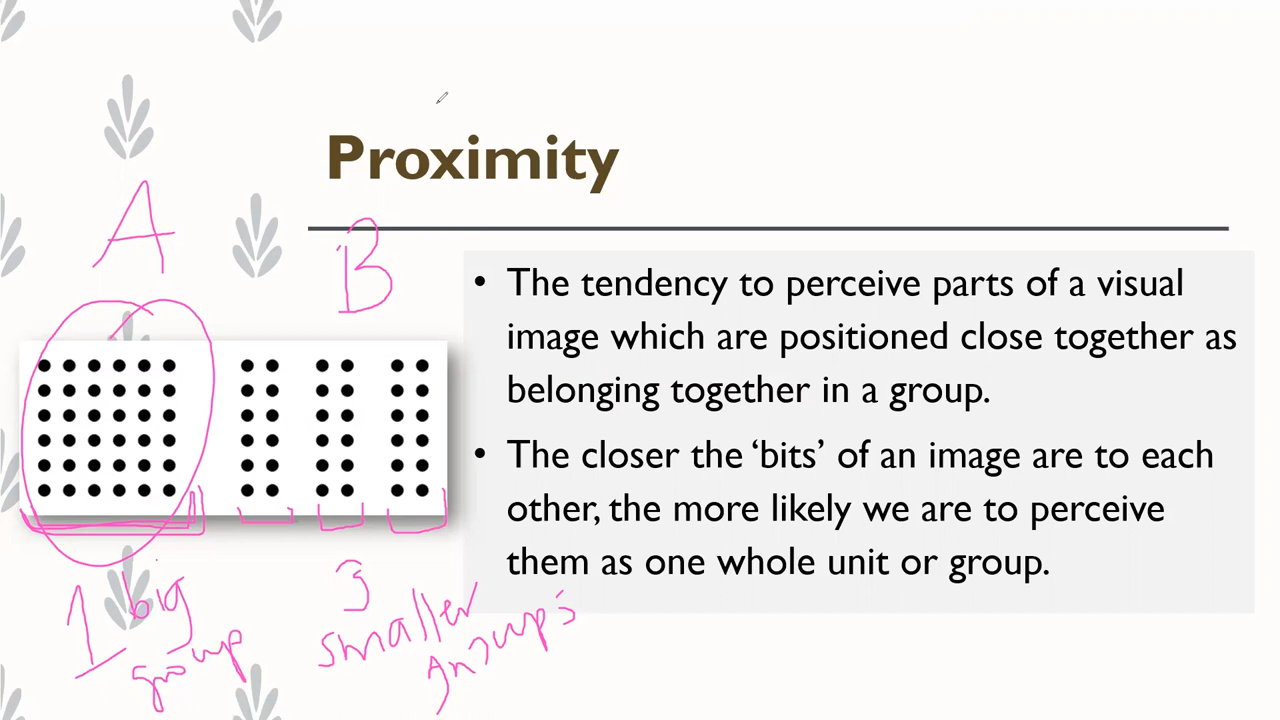 Proximity
A
B
• The tendency to perceive parts of a visual
image which are positioned close together as
belonging together in a group.
• The closer the ‘bits’ of an image are to each
other, the more likely we are to perceive
them as one whole unit or group.
1 big
group
3
smaller
group's